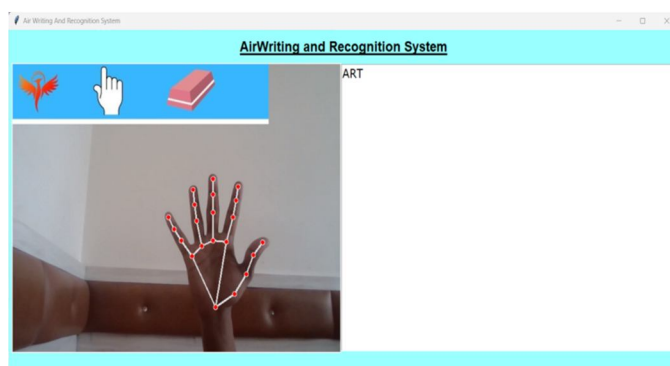 Air Writing And Recognition System
AirWriting and Recognition System
ART